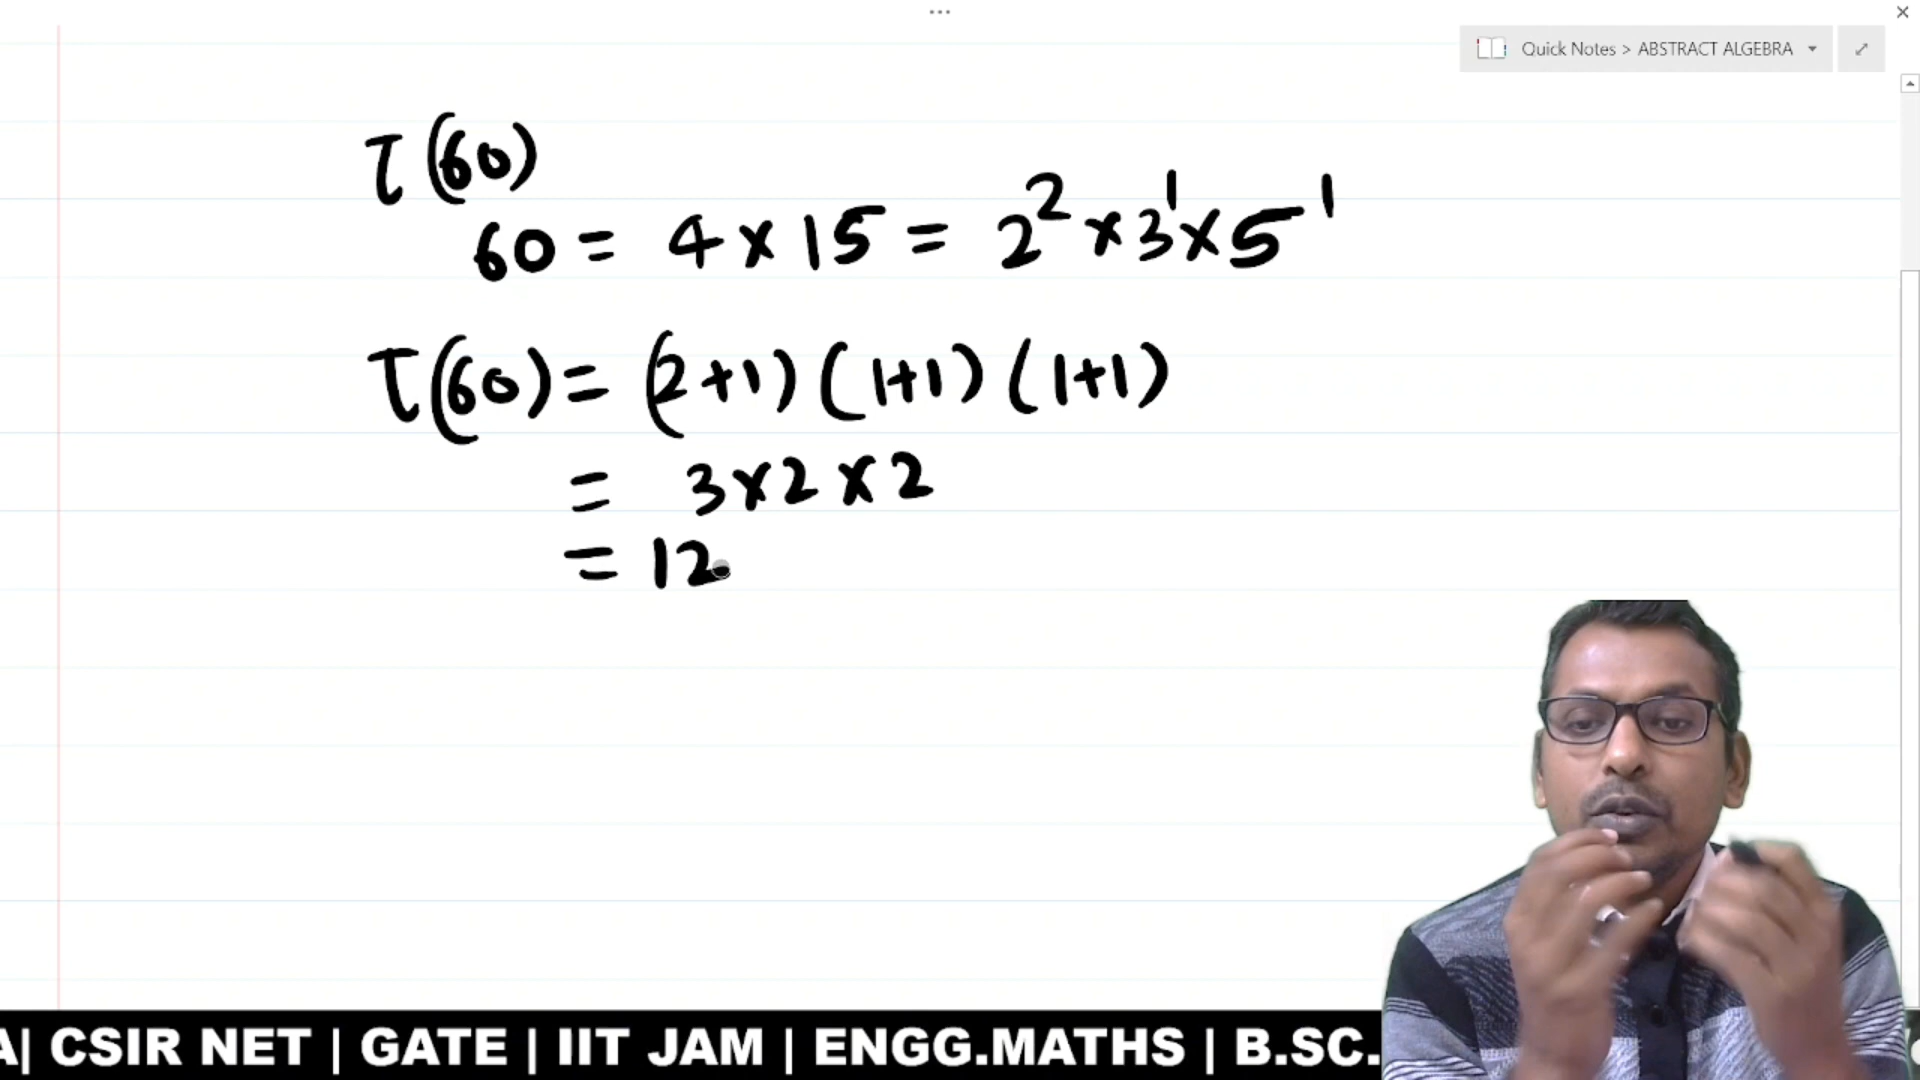 Quick Notes > ABSTRACT ALGEBRA
τ(60)
60 = 4 × 15 = 2² × 3¹ × 5¹
τ(60) = (2+1) (1+1) (1+1)
= 3 × 2 × 2
= 12
A| CSIR NET | GATE | IIT JAM | ENGG.MATHS | B.SC.